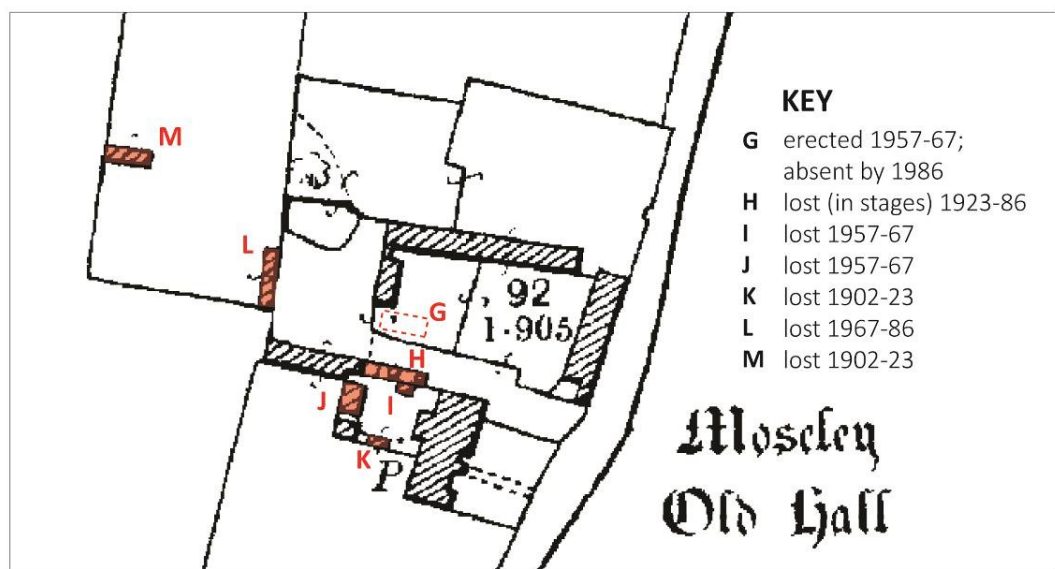 KEY
G erected 1957-67;
absent by 1986
H lost (in stages) 1923-86
I lost 1957-67
J lost 1957-67
K lost 1902-23
L lost 1967-86
M lost 1902-23
M
L
G
92
1·905
H
J
I
K
P
Moseley
Old Hall